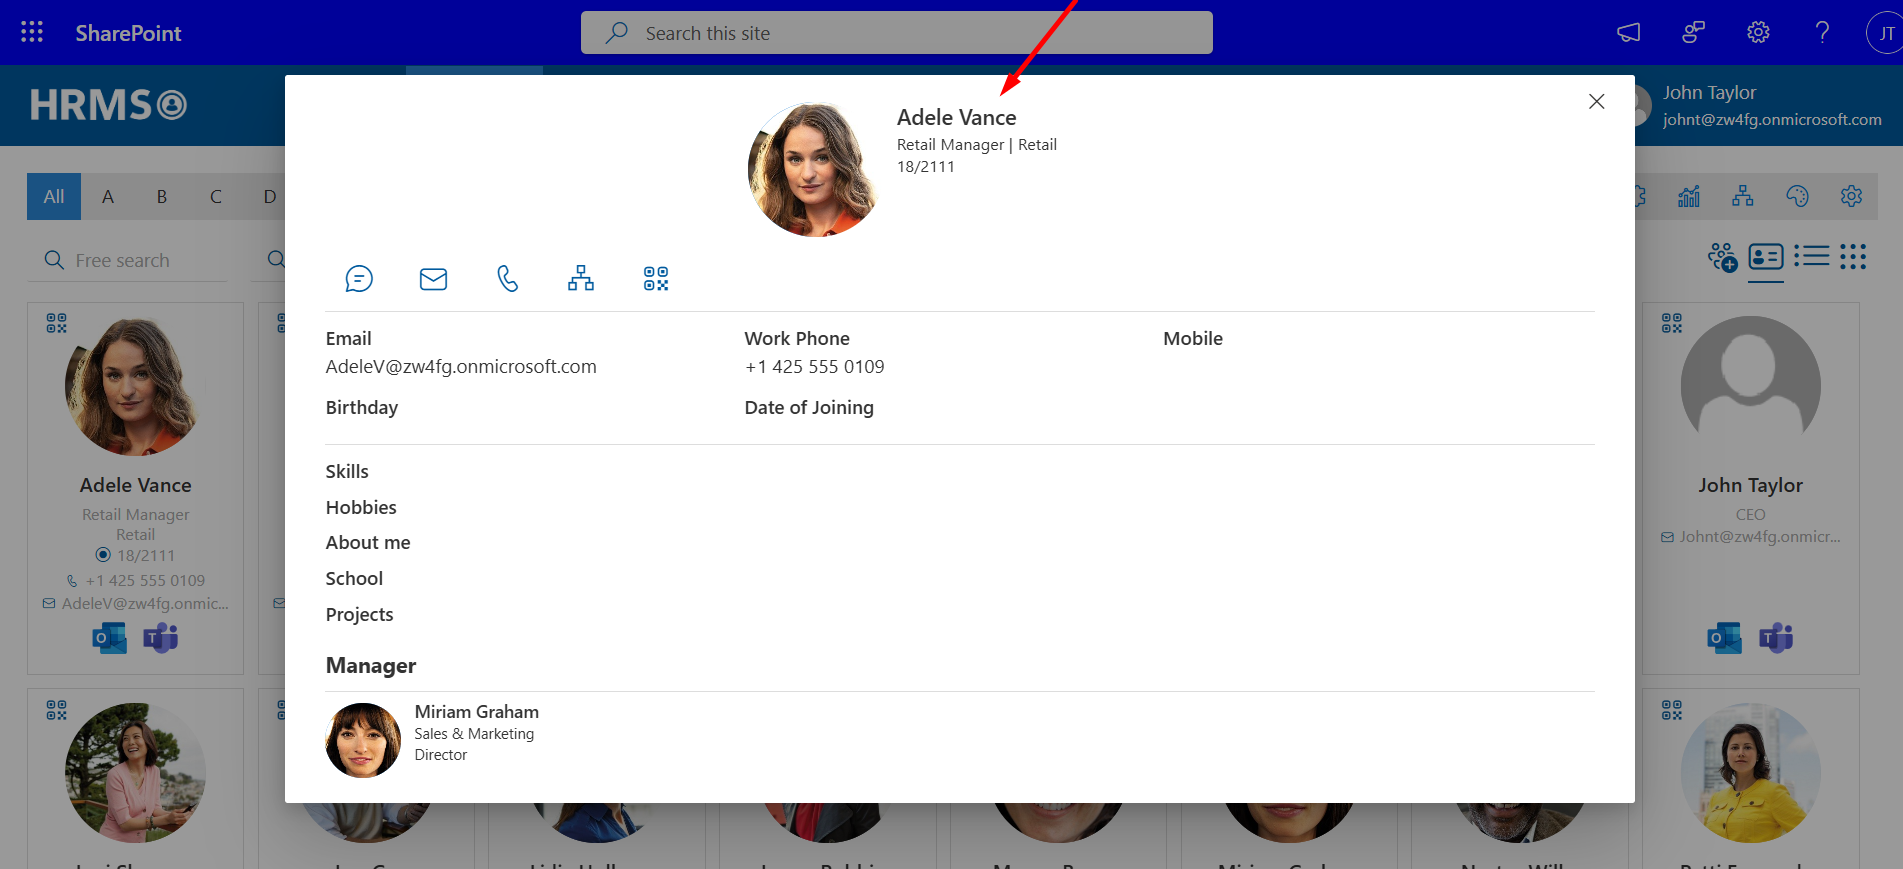 SharePoint
Search this site
JT
HRMS
John Taylor
johnt@zw4fg.onmicrosoft.com
All A B C D
Free search
Adele Vance
Retail Manager | Retail
18/2111
Email
AdeleV@zw4fg.onmicrosoft.com
Work Phone
+1 425 555 0109
Mobile
Birthday
Date of Joining
Skills
Hobbies
About me
School
Projects
Manager
Miriam Graham
Sales & Marketing
Director
Adele Vance
Retail Manager
Retail
18/2111
+1 425 555 0109
AdeleV@zw4fg.onmic...
John Taylor
CEO
Johnt@zw4fg.onmicr...